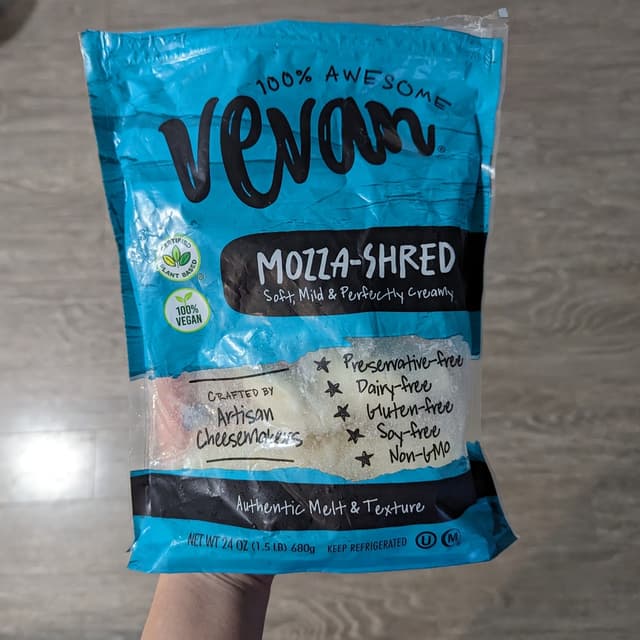 100% AWESOME
vevan®
CERTIFIED
PLANT BASED
100%
VEGAN
MOZZA-SHRED
Soft, Mild & Perfectly Creamy
CRAFTED BY
Artisan
Cheesemakers
★ Preservative-free
★ Dairy-free
★ Gluten-free
★ Soy-free
★ Non-GMO
Authentic Melt & Texture
NET WT 24 OZ (1.5 LB) 680g KEEP REFRIGERATED U M